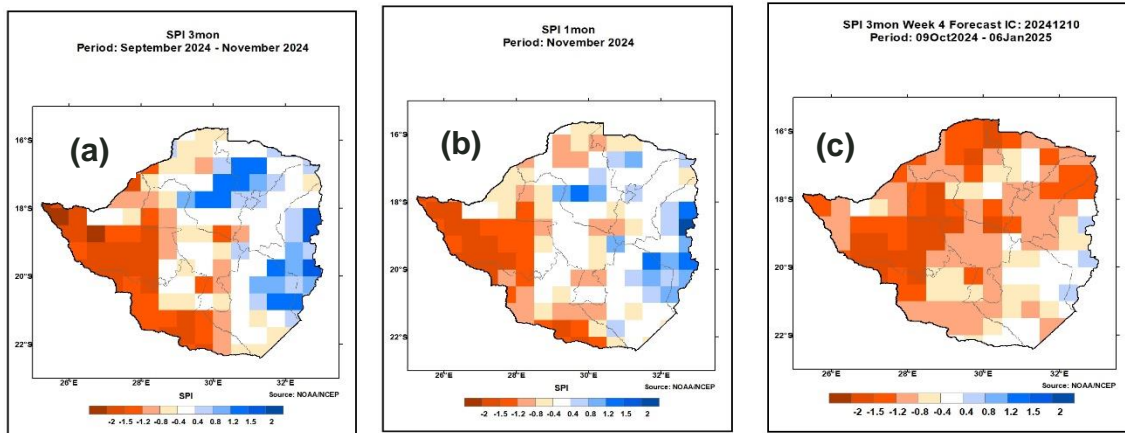 SPI 3mon
Period: September 2024 - November 2024
(a)
16°S
18°S
20°S
22°S
26°E 28°E 30°E 32°E
SPI
Source: NOAA/NCEP
-2 -1.5 -1.2 -0.8 -0.4 0.4 0.8 1.2 1.5 2
SPI 1mon
Period: November 2024
(b)
16°S
18°S
20°S
22°S
26°E 28°E 30°E 32°E
SPI
Source: NOAA/NCEP
-2 -1.5 -1.2 -0.8 -0.4 0.4 0.8 1.2 1.5 2
SPI 3mon Week 4 Forecast IC: 20241210
Period: 09Oct2024 - 06Jan2025
(c)
16°S
18°S
20°S
22°S
26°E 28°E 30°E 32°E
Source: NOAA/NCEP
-2 -1.5 -1.2 -0.8 -0.4 0.4 0.8 1.2 1.5 2